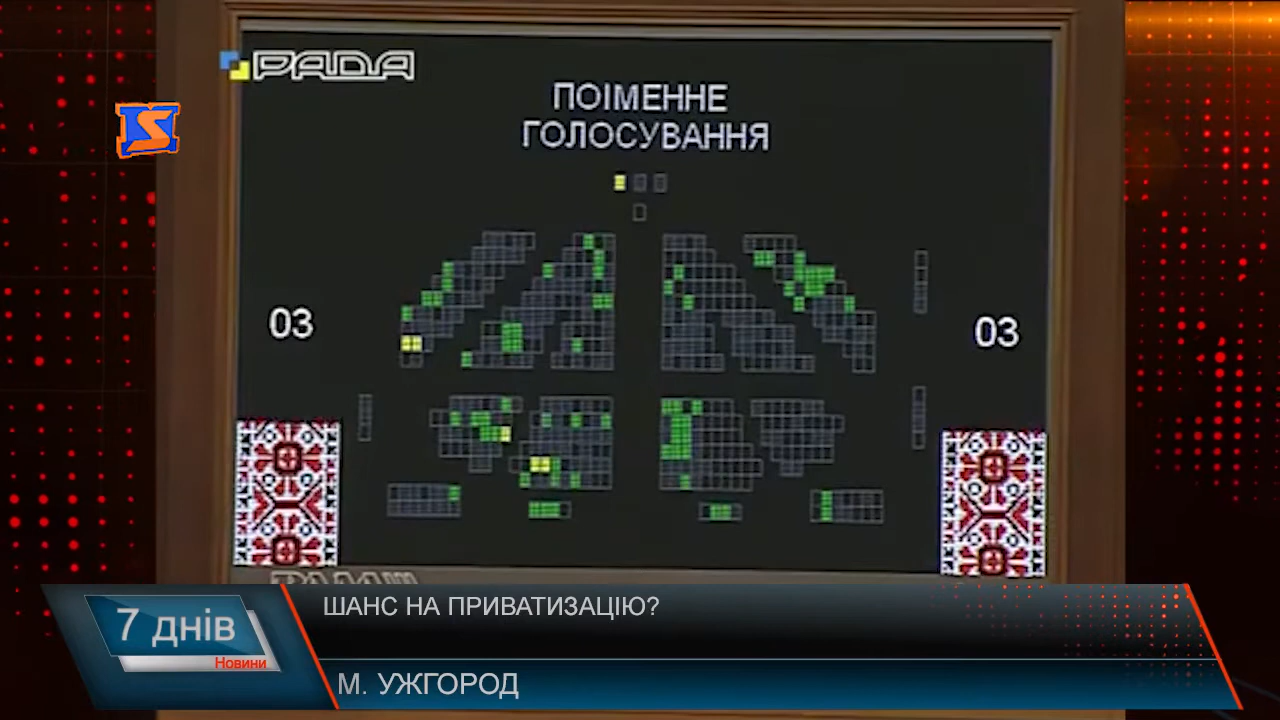 РАДА
ПОІМЕННЕ
ГОЛОСУВАННЯ
03
03
ШАНС НА ПРИВАТИЗАЦІЮ?
7 днів
Новини
М. УЖГОРОД